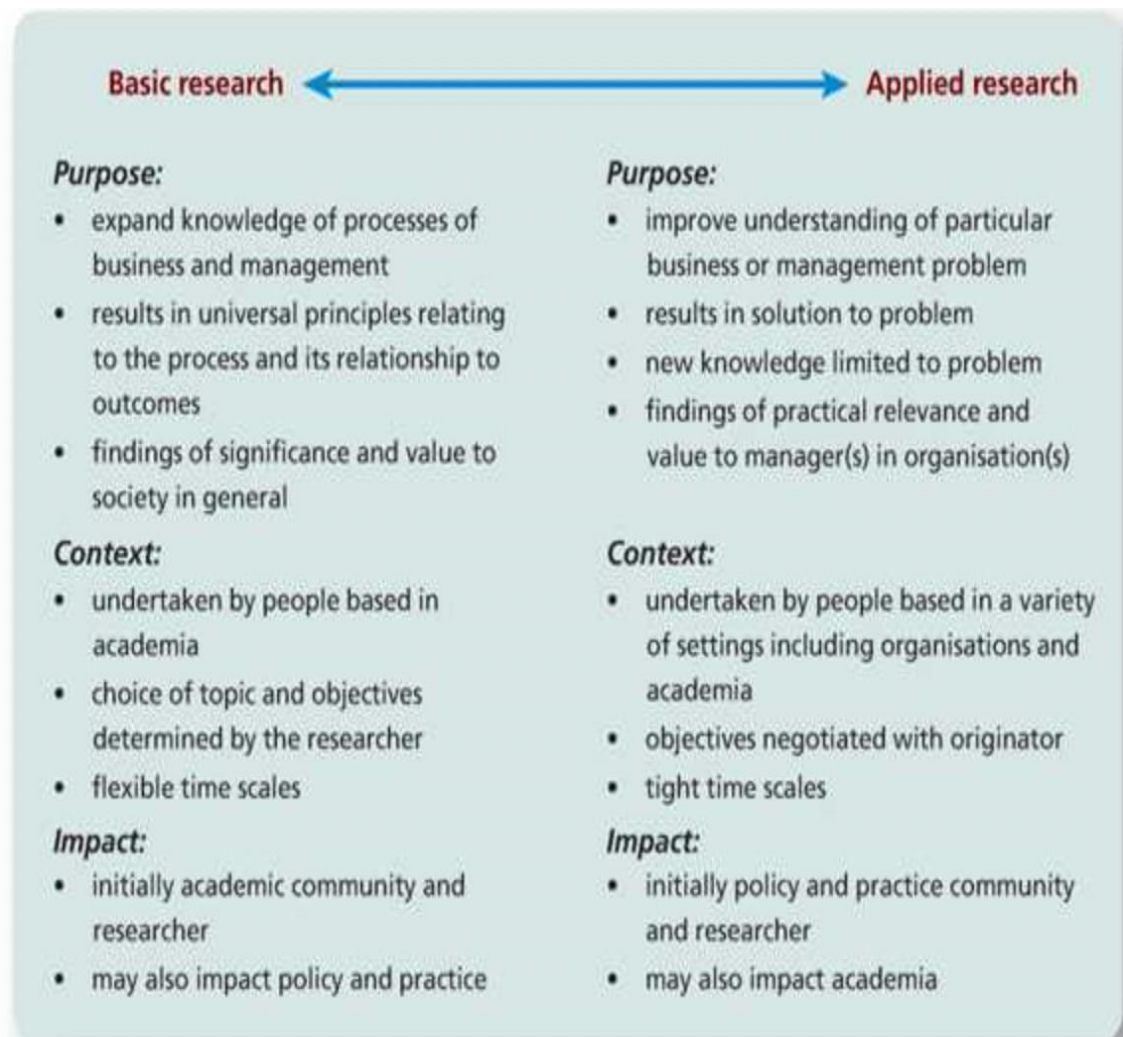 Basic research Applied research
Purpose:
• expand knowledge of processes of
business and management
• results in universal principles relating
to the process and its relationship to
outcomes
• findings of significance and value to
society in general
Context:
• undertaken by people based in
academia
• choice of topic and objectives
determined by the researcher
• flexible time scales
Impact:
• initially academic community and
researcher
• may also impact policy and practice
Purpose:
• improve understanding of particular
business or management problem
• results in solution to problem
• new knowledge limited to problem
• findings of practical relevance and
value to manager(s) in organisation(s)
Context:
• undertaken by people based in a variety
of settings including organisations and
academia
• objectives negotiated with originator
• tight time scales
Impact:
• initially policy and practice community
and researcher
• may also impact academia